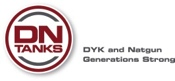 DN
TANKS
DYK and Natgun
Generations Strong